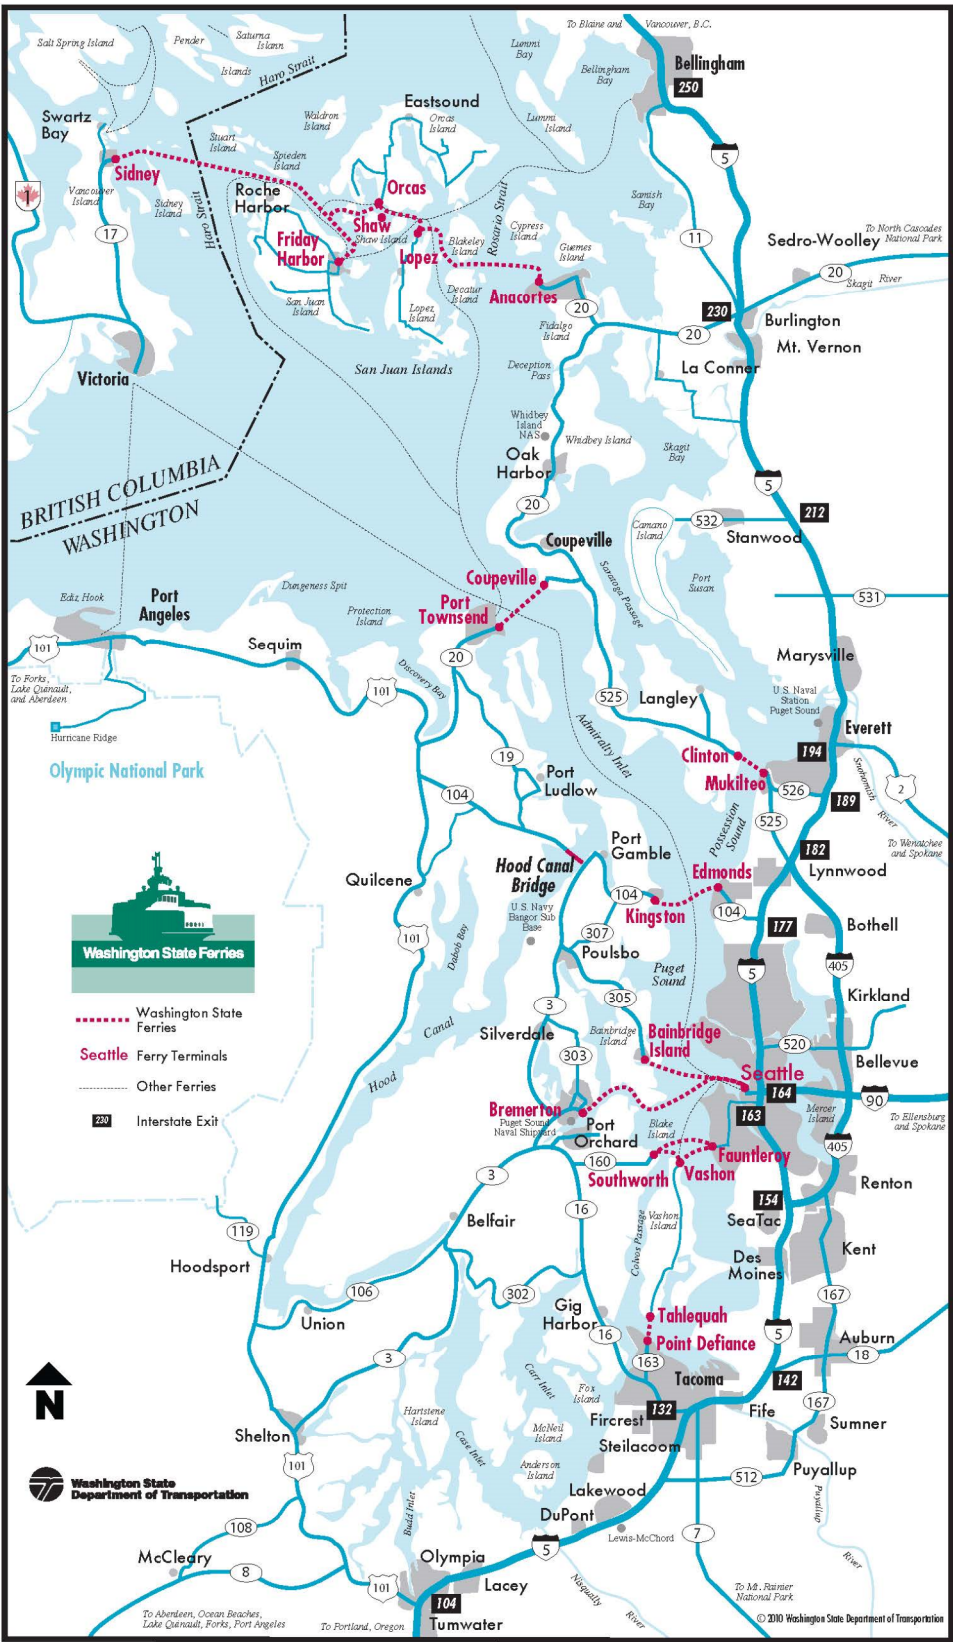 To Blaine and
Vancouver, B.C.
Salt Spring Island
Pender
Saturna
Islann
Islands
Haro Strait
Lummi
Bay
Bellingham
Bay
Bellingham
250
Swartz
Bay
Eastsound
Orcas
Island
Waldron
Island
Lummi
Island
Stuart
Island
Spieden
Island
5
Sidney
Vancouver
Island
Sidney
Island
Haro Strait
Roche
Harbor
Orcas
Shaw
Shaw Island
Samish
Bay
1
17
Friday
Harbor
Lopez
Blakeley
Island
Rosario Strait
Cypress
Island
Guemes
Island
11
To North Cascades
National Park
Sedro-Woolley
20
Skagit
River
San Juan
Island
Lopez
Island
Decatur
Island
Anacortes
20
Fidalgo
Island
230
20
Burlington
Mt. Vernon
Victoria
San Juan Islands
Deception
Pass
La Conner
Whidbey
Island
NAS
Whidbey Island
Skagit
Bay
Oak
Harbor
BRITISH COLUMBIA
WASHINGTON
5
20
212
Camano
Island
532
Stanwood
Coupeville
Coupeville
Saratoga Passage
Port
Susan
531
Ediz Hook
Port
Angeles
Dungeness Spit
Protection
Island
Port
Townsend
101
Sequim
20
Marysville
To Forks,
Lake Quinault,
and Aberdeen
101
Discovery Bay
525
Langley
U.S. Naval
Station
Puget Sound
Everett
Hurricane Ridge
Admiralty Inlet
Olympic National Park
19
Clinton
Mukilteo
194
Port
Ludlow
104
526
189
2
Snohomish
River
525
Possession
Sound
To Wenatchee
and Spokane
Port
Gamble
182
Lynnwood
Hood Canal
Bridge
Edmonds
Quilcene
104
Kingston
104
U.S. Navy
Bangor Sub
Base
177
Bothell
307
101
Dabob Bay
Poulsbo
Washington State Ferries
Puget
Sound
5
405
305
3
Kirkland
Washington State
Ferries
Canal
Silverdale
Bainbridge
Island
Bainbridge
Island
520
Seattle
Ferry Terminals
303
Bellevue
Hood
Seattle
Other Ferries
164
90
Bremerton
Puget Sound
Naval Shipyard
163
Mercer
Island
To Ellensburg
and Spokane
230
Interstate Exit
Port
Orchard
Blake
Island
405
160
Fauntleroy
Southworth
Vashon
3
Renton
154
16
SeaTac
Belfair
Vashon
Island
119
Colvos Passage
Kent
Hoodsport
Des
Moines
106
302
167
Gig
Harbor
Union
Tahlequah
16
5
Point Defiance
Auburn
18
3
163
Tacoma
142
N
Carr Inlet
Fox
Island
167
Hartstene
Island
132
Fife
Fircrest
Sumner
McNeil
Island
Shelton
Case Inlet
Steilacoom
101
Anderson
Island
Puyallup
512
Washington State
Department of Transportation
Lakewood
Puyallup
Budd Inlet
DuPont
108
Lewis-McChord
7
5
McCleary
Olympia
River
8
101
Lacey
Nisqually
To Mt. Rainier
National Park
104
To Aberdeen, Ocean Beaches,
Lake Quinault, Forks, Port Angeles
To Portland, Oregon
Tumwater
River
© 2010 Washington State Department of Transportation